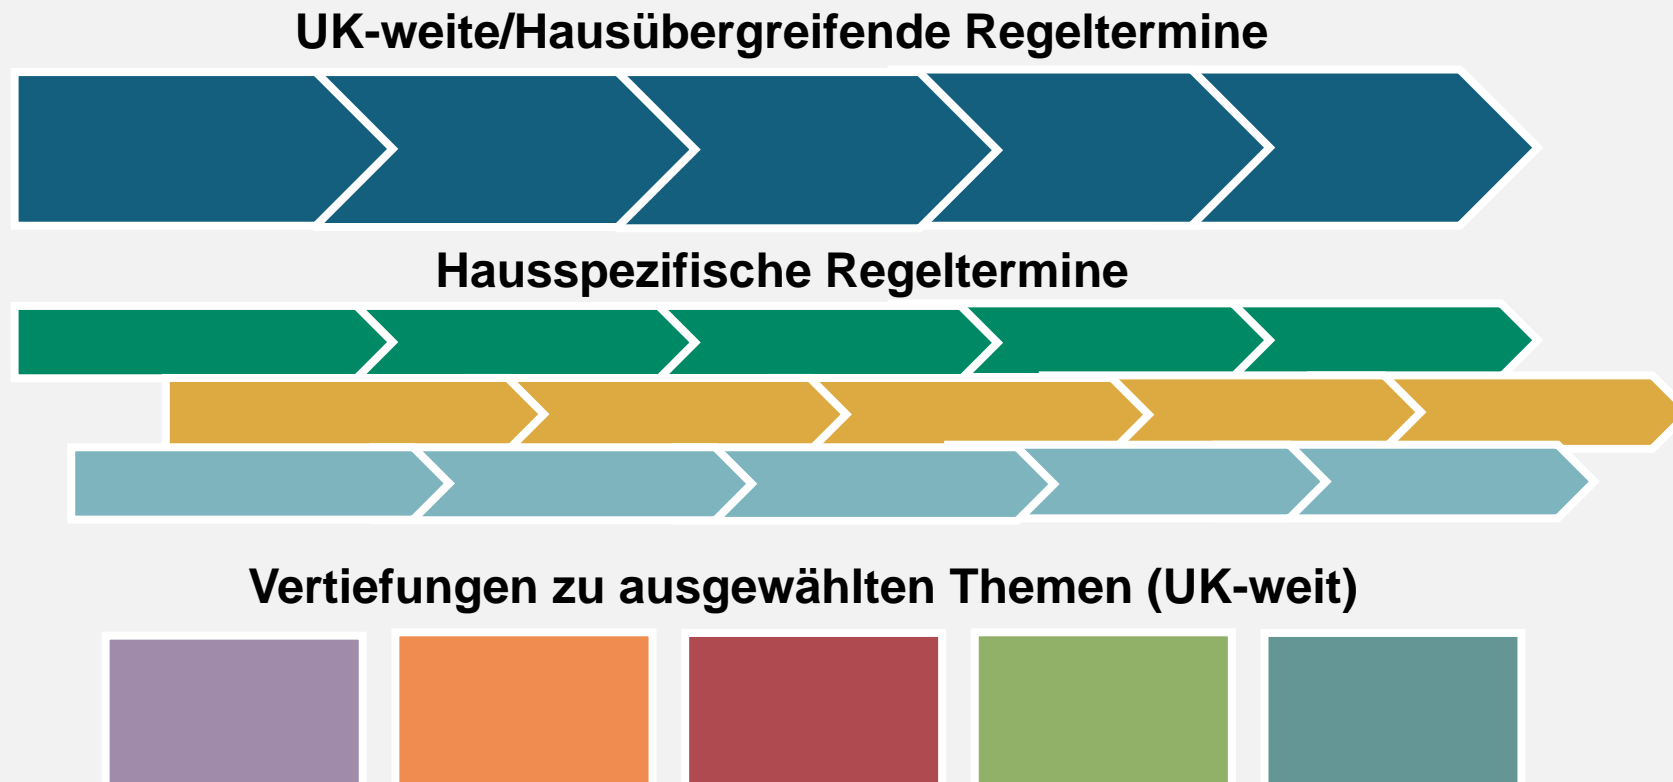 UK-weite/Hausübergreifende Regeltermine
Hausspezifische Regeltermine
Vertiefungen zu ausgewählten Themen (UK-weit)